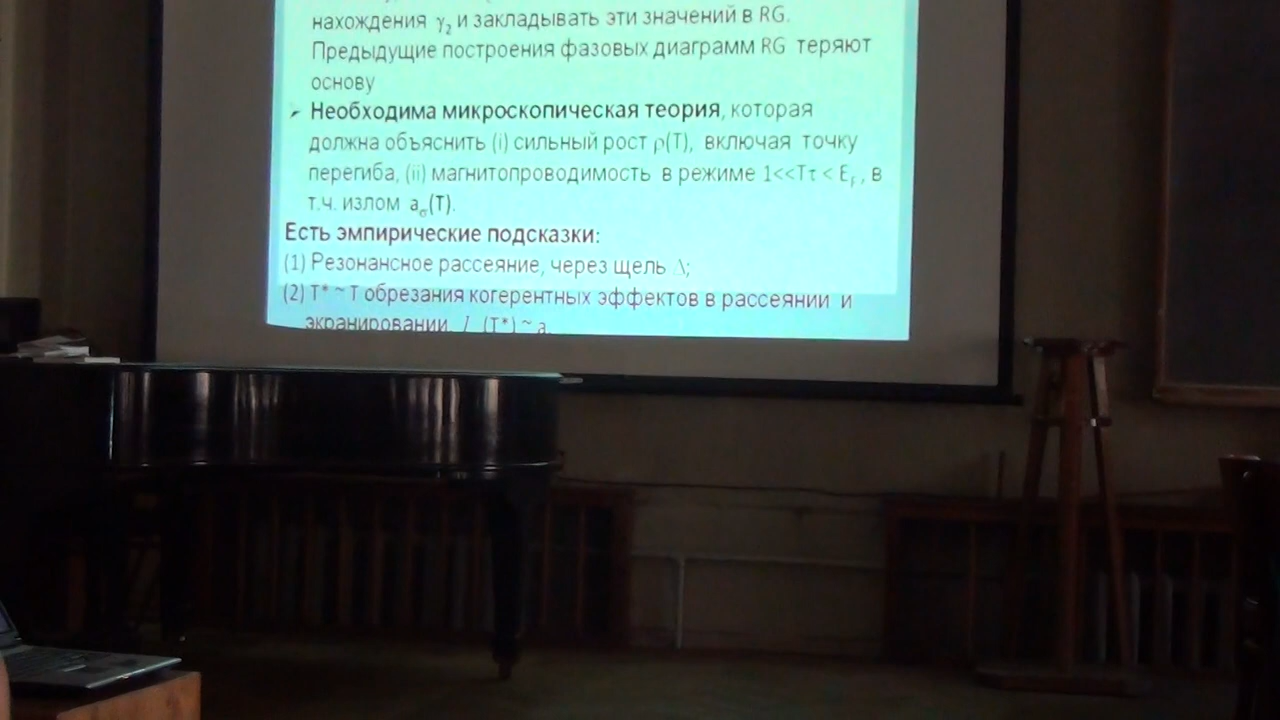 нахождения γ₂ и закладывать эти значений в RG.
Предыдущие построения фазовых диаграмм RG теряют
основу
➢ Необходима микроскопическая теория, которая
должна объяснить (i) сильный рост ρ(T), включая точку
перегиба, (ii) магнитопроводимость в режиме 1<<Tτ < E_F, в
т.ч. излом a_σ(T).
Есть эмпирические подсказки:
(1) Резонансное рассеяние, через щель Δ;
(2) T* ~ T обрезания когерентных эффектов в рассеянии и
экранировании